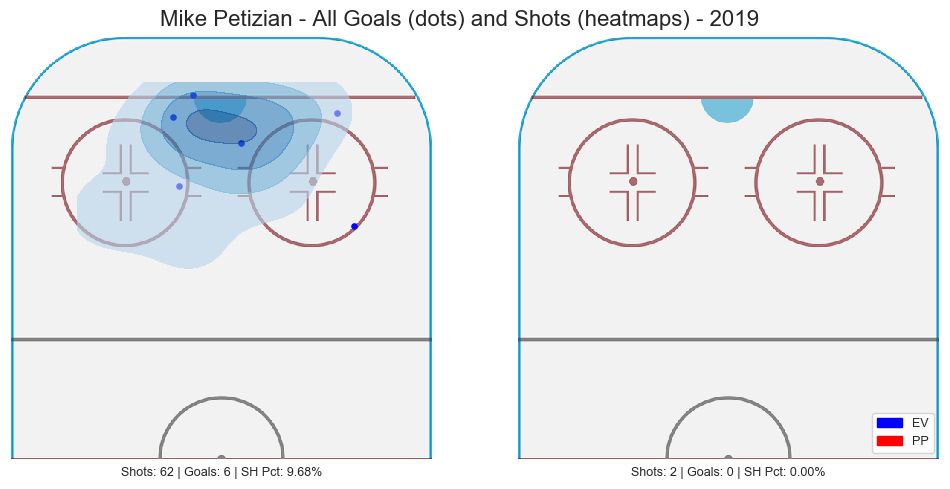 Mike Petizian - All Goals (dots) and Shots (heatmaps) - 2019
EV
PP
Shots: 62 | Goals: 6 | SH Pct: 9.68%
Shots: 2 | Goals: 0 | SH Pct: 0.00%